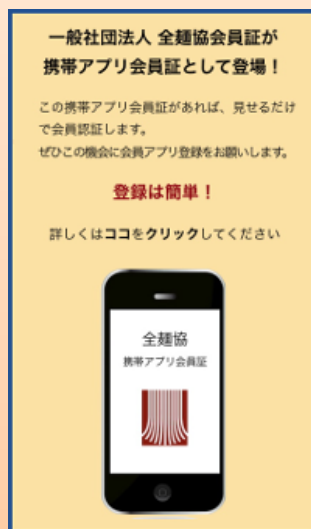 一般社団法人 全麺協会員証が
携帯アプリ会員証として登場！
この携帯アプリ会員証があれば、見せるだけ
で会員認証します。
ぜひこの機会に会員アプリ登録をお願いします。
登録は簡単！
詳しくはココをクリックしてください
全麺協
携帯アプリ会員証